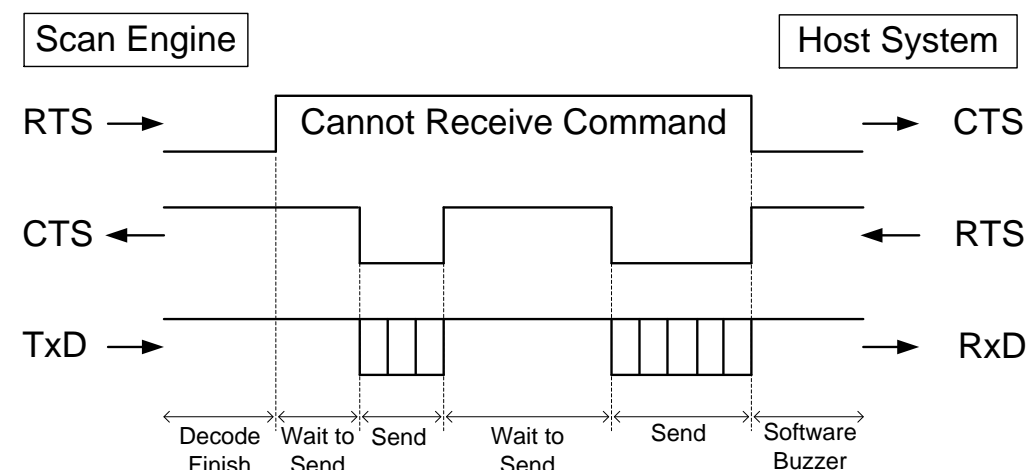 Scan Engine
Host System
RTS
Cannot Receive Command
CTS
CTS
RTS
TxD
RxD
Decode
Finish
Wait to
Send
Send
Wait to
Send
Send
Software
Buzzer